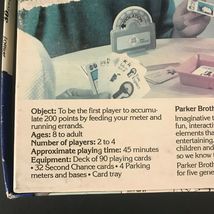 Object: To be the first player to accumu-
late 200 points by feeding your meter and
running errands.
Ages: 8 to adult
Number of players: 2 to 4
Approximate playing time: 45 minutes
Equipment: Deck of 90 playing cards
• 32 Second Chance cards • 4 Parking
meters and bases • Card tray
Parker Broth
Imaginative t
fun, interacti
elements tha
entertaining.
children and
so we know
for five gene